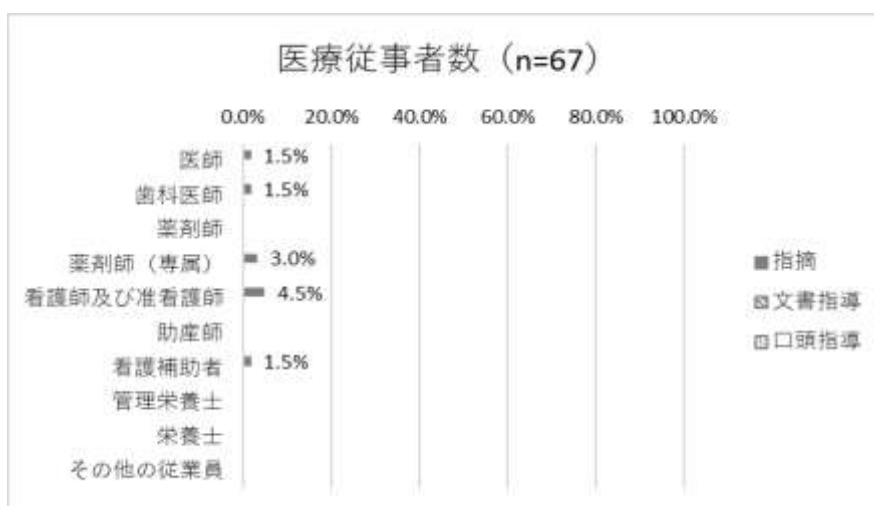 医療従事者数（n=67）
0.0% 20.0% 40.0% 60.0% 80.0% 100.0%
医師 1.5%
歯科医師 1.5%
薬剤師
薬剤師（専属） 3.0%
看護師及び准看護師 4.5%
助産師
看護補助者 1.5%
管理栄養士
栄養士
その他の従業員
指摘
文書指導
口頭指導